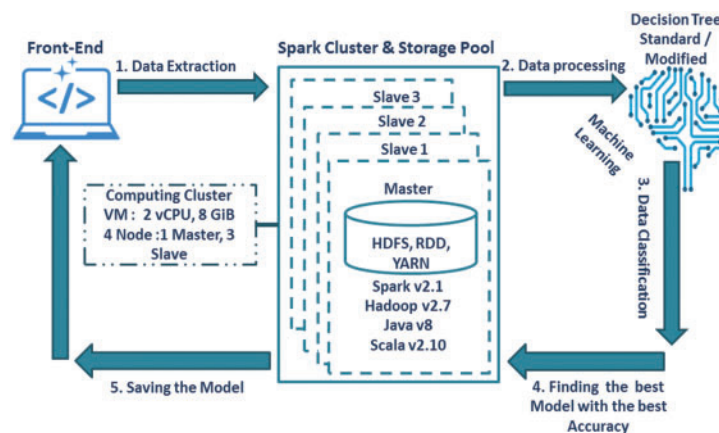 Front-End
</>
1. Data Extraction
Spark Cluster & Storage Pool
2. Data processing
Decision Tree
Standard /
Modified
Machine
Learning
Slave 3
Slave 2
Slave 1
Master
HDFS, RDD,
YARN
Spark v2.1
Hadoop v2.7
Java v8
Scala v2.10
Computing Cluster
VM : 2 vCPU, 8 GiB
4 Node :1 Master, 3
Slave
3. Data Classification
4. Finding the best
Model with the best
Accuracy
5. Saving the Model